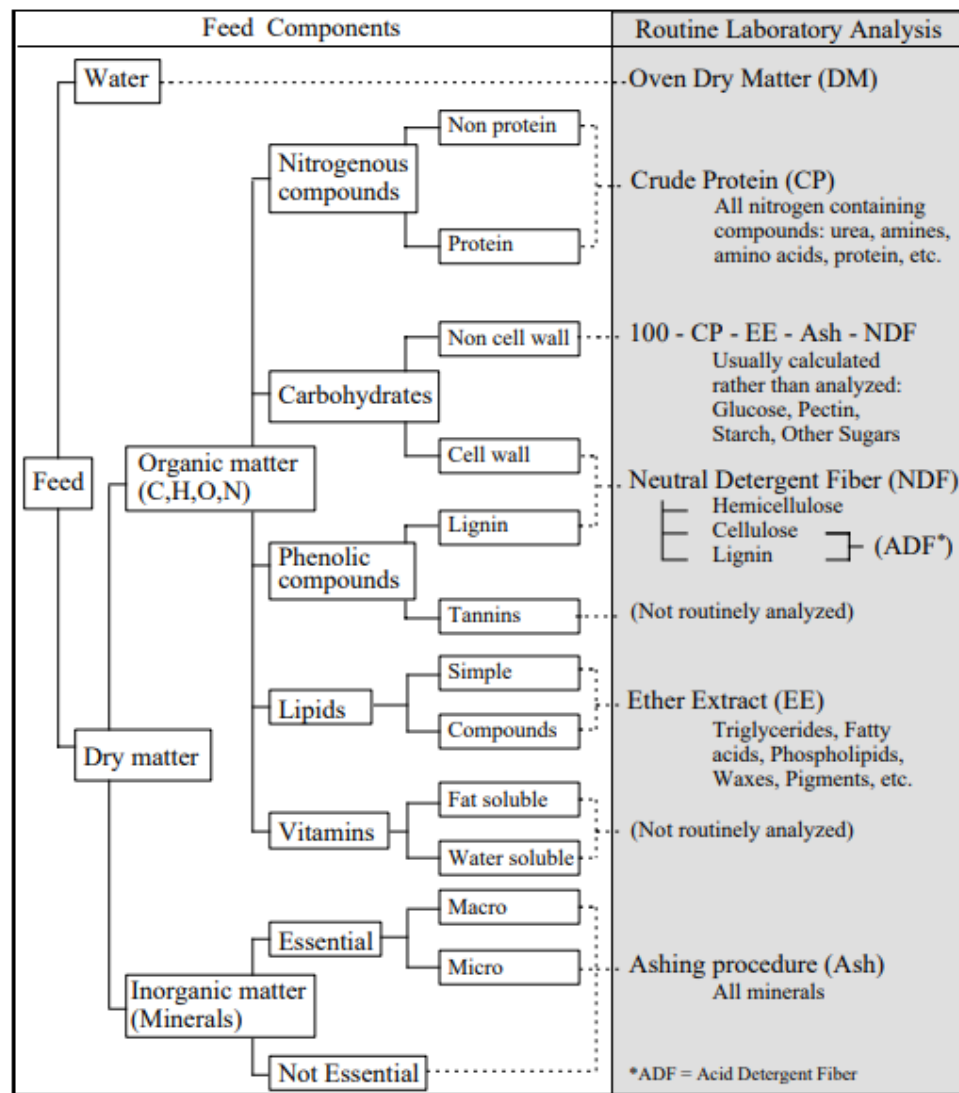 Feed Components
Routine Laboratory Analysis
Water
Oven Dry Matter (DM)
Non protein
Nitrogenous
compounds
Crude Protein (CP)
All nitrogen containing
compounds: urea, amines,
amino acids, protein, etc.
Protein
Non cell wall
100 - CP - EE - Ash - NDF
Usually calculated
rather than analyzed:
Glucose, Pectin,
Starch, Other Sugars
Carbohydrates
Cell wall
Organic matter
(C,H,O,N)
Feed
Neutral Detergent Fiber (NDF)
Hemicellulose
Cellulose
Lignin
(ADF*)
Lignin
Phenolic
compounds
Tannins
(Not routinely analyzed)
Simple
Lipids
Compounds
Ether Extract (EE)
Triglycerides, Fatty
acids, Phospholipids,
Waxes, Pigments, etc.
Dry matter
Fat soluble
Vitamins
Water soluble
(Not routinely analyzed)
Macro
Essential
Micro
Ashing procedure (Ash)
All minerals
Inorganic matter
(Minerals)
Not Essential
*ADF = Acid Detergent Fiber